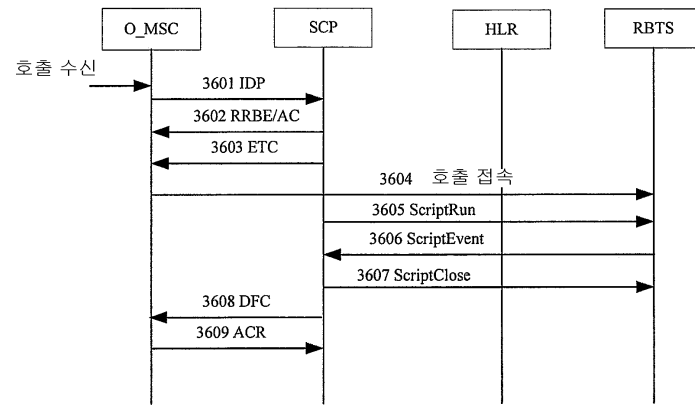 O_MSC
SCP
HLR
RBTS
호출 수신
3601 IDP
3602 RRBE/AC
3603 ETC
3604 호출 접속
3605 ScriptRun
3606 ScriptEvent
3607 ScriptClose
3608 DFC
3609 ACR